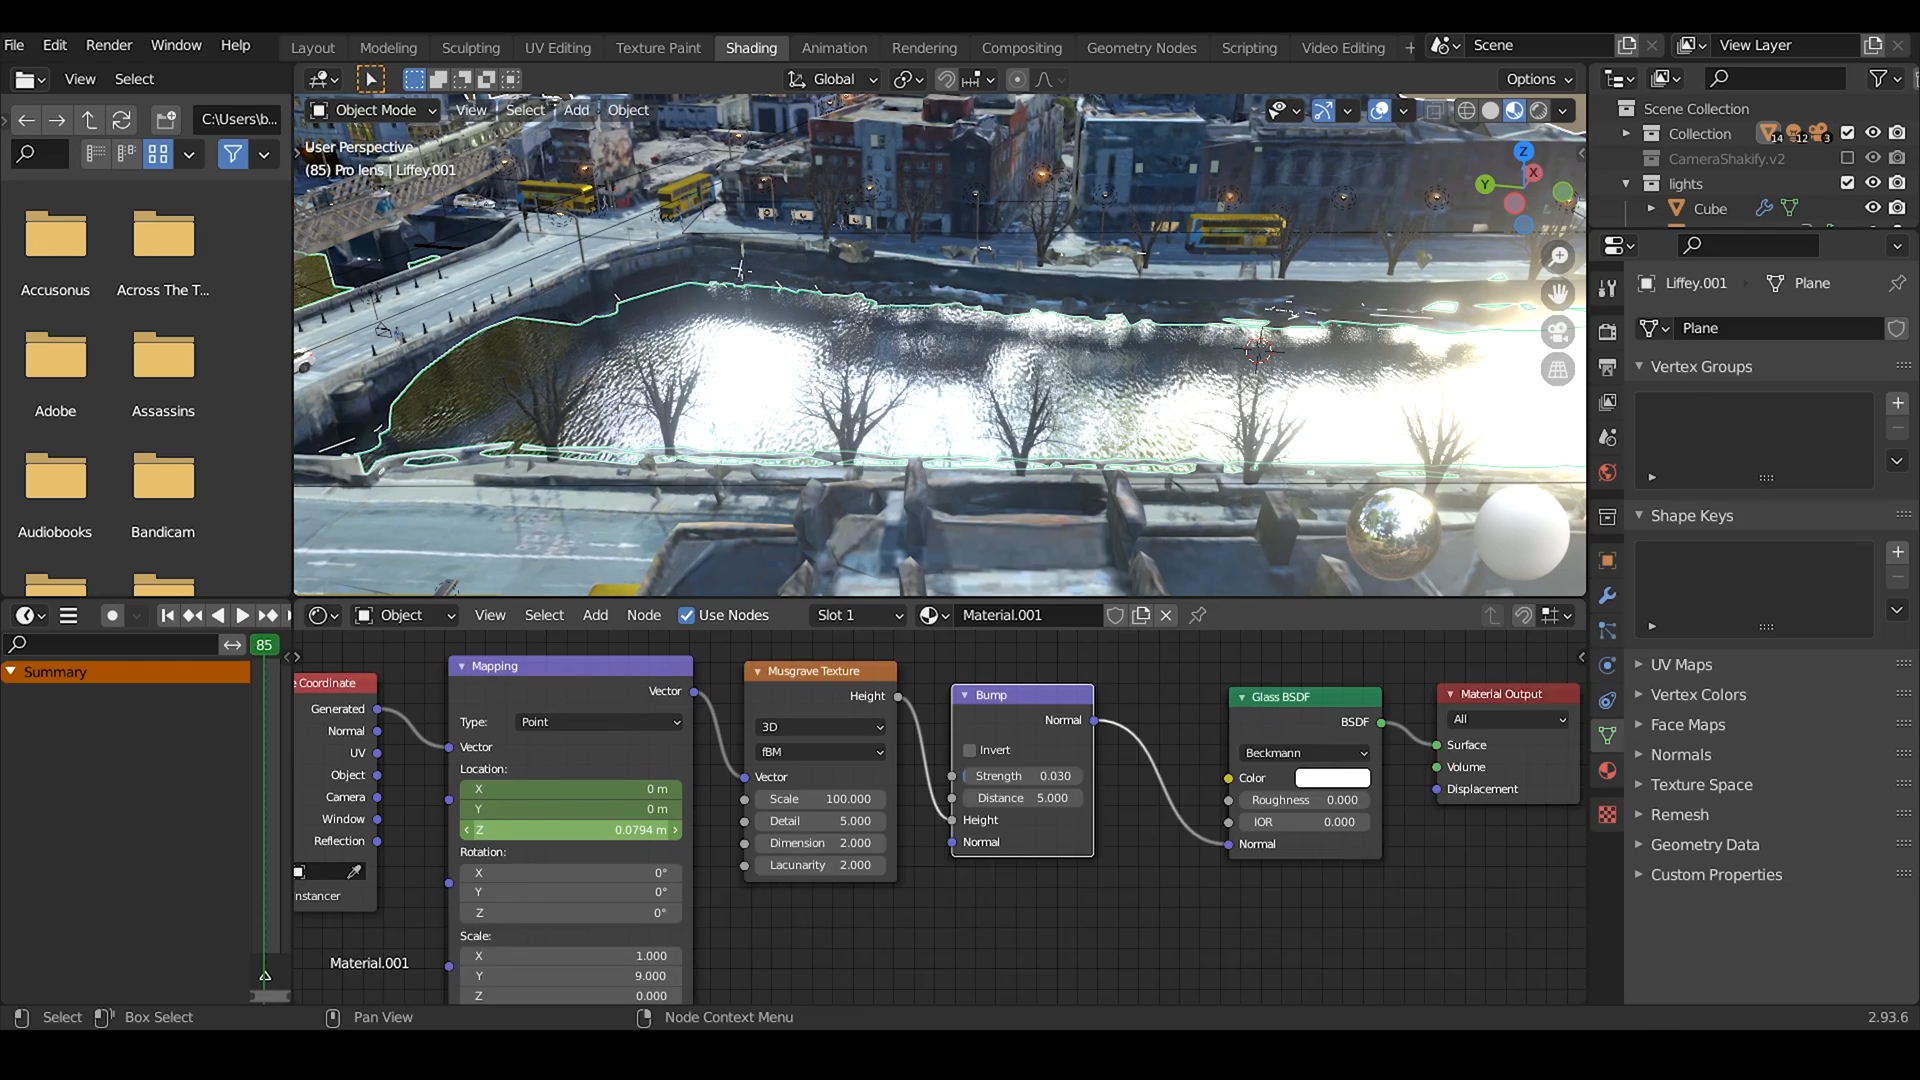 File Edit Render Window Help
Layout Modeling Sculpting UV Editing Texture Paint Shading Animation Rendering Compositing Geometry Nodes Scripting Video Editing +
Scene
View Layer
View Select
Global
Options
C:\Users\b...
Object Mode View Select Add Object
User Perspective
(85) Pro lens | Liffey.001
Z
X
Y
Accusonus
Across The T...
Adobe
Assassins
Audiobooks
Bandicam
Scene Collection
Collection 14 12 3
CameraShakify.v2
lights
Cube
Liffey.001
Plane
Plane
Vertex Groups
Shape Keys
UV Maps
Vertex Colors
Face Maps
Normals
Texture Space
Remesh
Geometry Data
Custom Properties
85
Summary
Object View Select Add Node Use Nodes Slot 1 Material.001
e Coordinate
Generated
Normal
UV
Object
Camera
Window
Reflection
nstancer
Mapping
Vector
Type: Point
Vector
Location:
X 0 m
Y 0 m
Z 0.0794 m
Rotation:
X 0°
Y 0°
Z 0°
Scale:
X 1.000
Y 9.000
Z 0.000
Musgrave Texture
Height
3D
fBM
Vector
Scale 100.000
Detail 5.000
Dimension 2.000
Lacunarity 2.000
Bump
Normal
Invert
Strength 0.030
Distance 5.000
Height
Normal
Glass BSDF
BSDF
Beckmann
Color
Roughness 0.000
IOR 0.000
Normal
Material Output
All
Surface
Volume
Displacement
Material.001
Select Box Select Pan View Node Context Menu 2.93.6